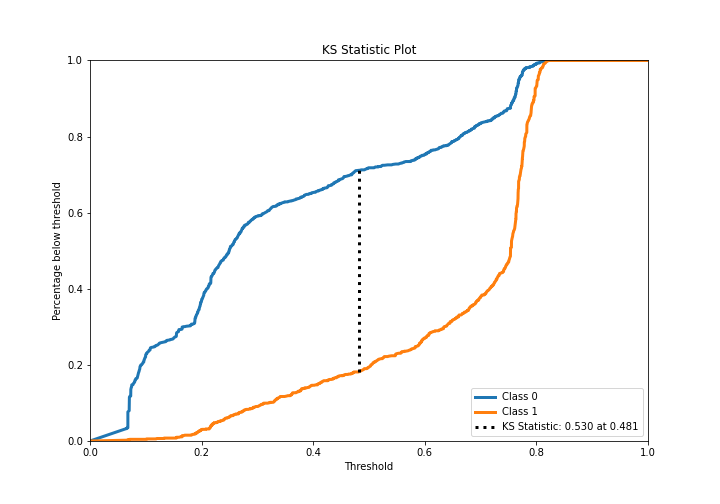 KS Statistic Plot
1.0
0.8
0.6
0.4
0.2
0.0
Percentage below threshold
0.0 0.2 0.4 0.6 0.8 1.0
Threshold
Class 0
Class 1
KS Statistic: 0.530 at 0.481